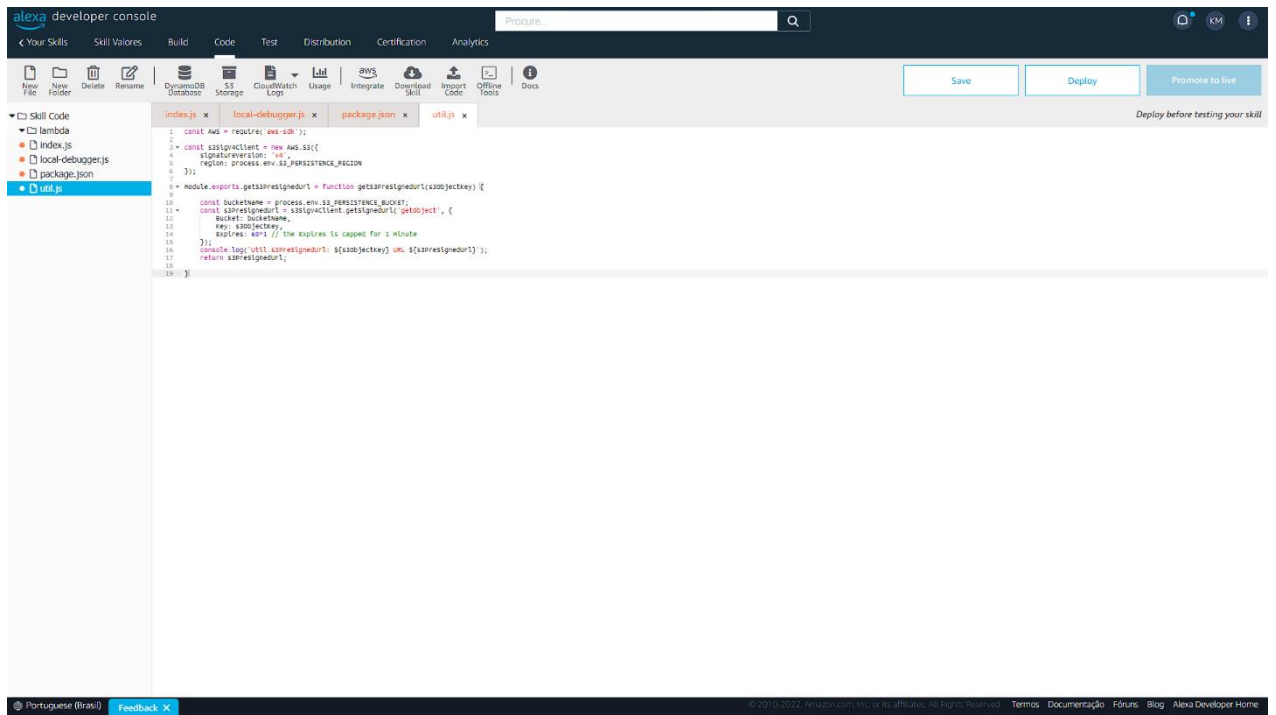 alexa developer console
Procure...
KM
Your Skills Skill Valores Build Code Test Distribution Certification Analytics
New File New Folder Delete Rename DynamoDB Database S3 Storage CloudWatch Logs Usage aws Integrate Download Skill Import Code Offline Tools Docs Save Deploy Promote to live
Skill Code index.js x local-debugger.js x package.json x util.js x Deploy before testing your skill
lambda
index.js
local-debugger.js
package.json
util.js
1 const AWS = require('aws-sdk');
2
3 const s3SigV4Client = new AWS.S3({
4 signatureVersion: 'v4',
5 region: process.env.S3_PERSISTENCE_REGION
6 });
7
8 module.exports.getS3PreSignedUrl = function getS3PreSignedUrl(s3ObjectKey) {
9
10 const bucketName = process.env.S3_PERSISTENCE_BUCKET;
11 const s3PreSignedUrl = s3SigV4Client.getSignedUrl('getObject', {
12 Bucket: bucketName,
13 Key: s3ObjectKey,
14 Expires: 60*1 // the Expires is capped for 1 minute
15 });
16 console.log(`Util.s3PreSignedUrl: ${s3ObjectKey} URL ${s3PreSignedUrl}`);
17 return s3PreSignedUrl;
18
19 }
Portuguese (Brasil) Feedback X © 2010-2022, Amazon.com, Inc. or its affiliates. All Rights Reserved. Termos Documentação Fóruns Blog Alexa Developer Home